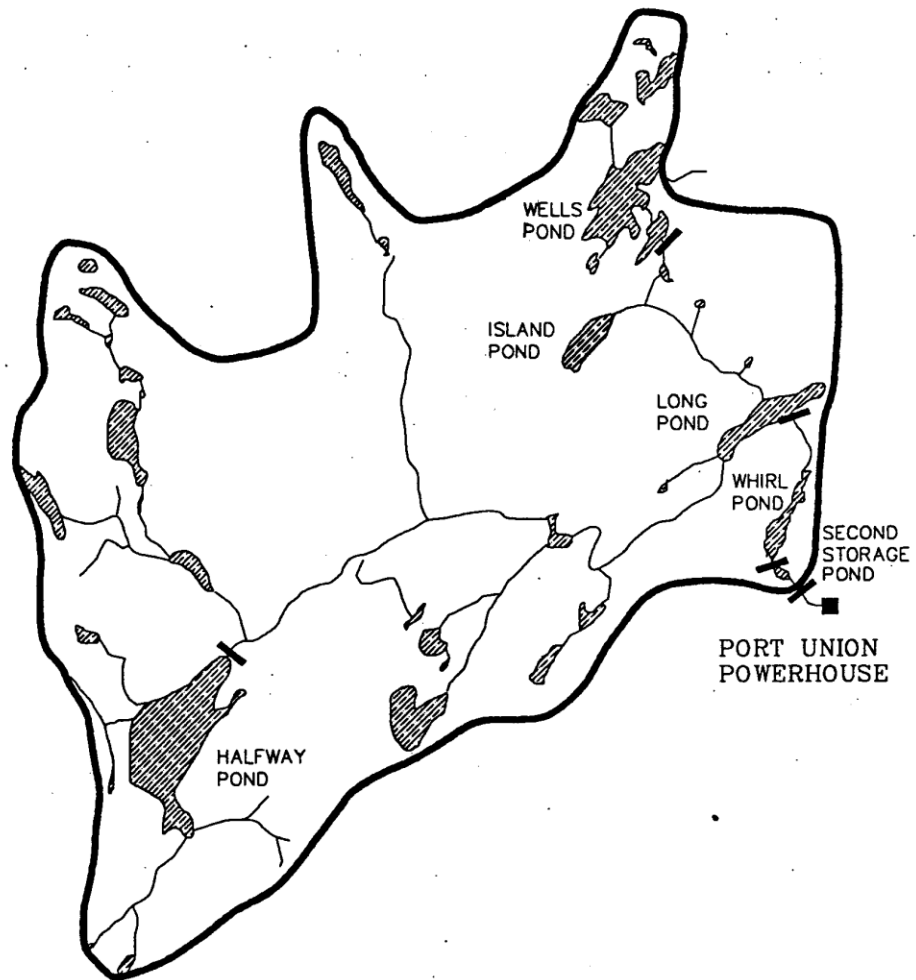 WELLS
POND
ISLAND
POND
LONG
POND
WHIRL
POND
SECOND
STORAGE
POND
PORT UNION
POWERHOUSE
HALFWAY
POND